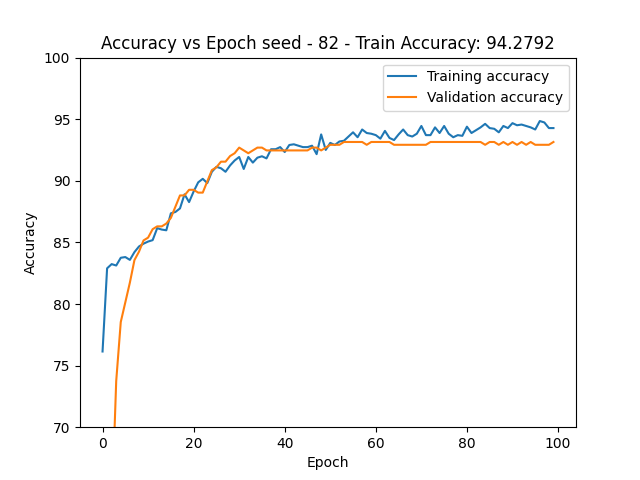 Accuracy vs Epoch seed - 82 - Train Accuracy: 94.2792
Training accuracy
Validation accuracy
100
95
90
85
80
75
70
Accuracy
0 20 40 60 80 100
Epoch